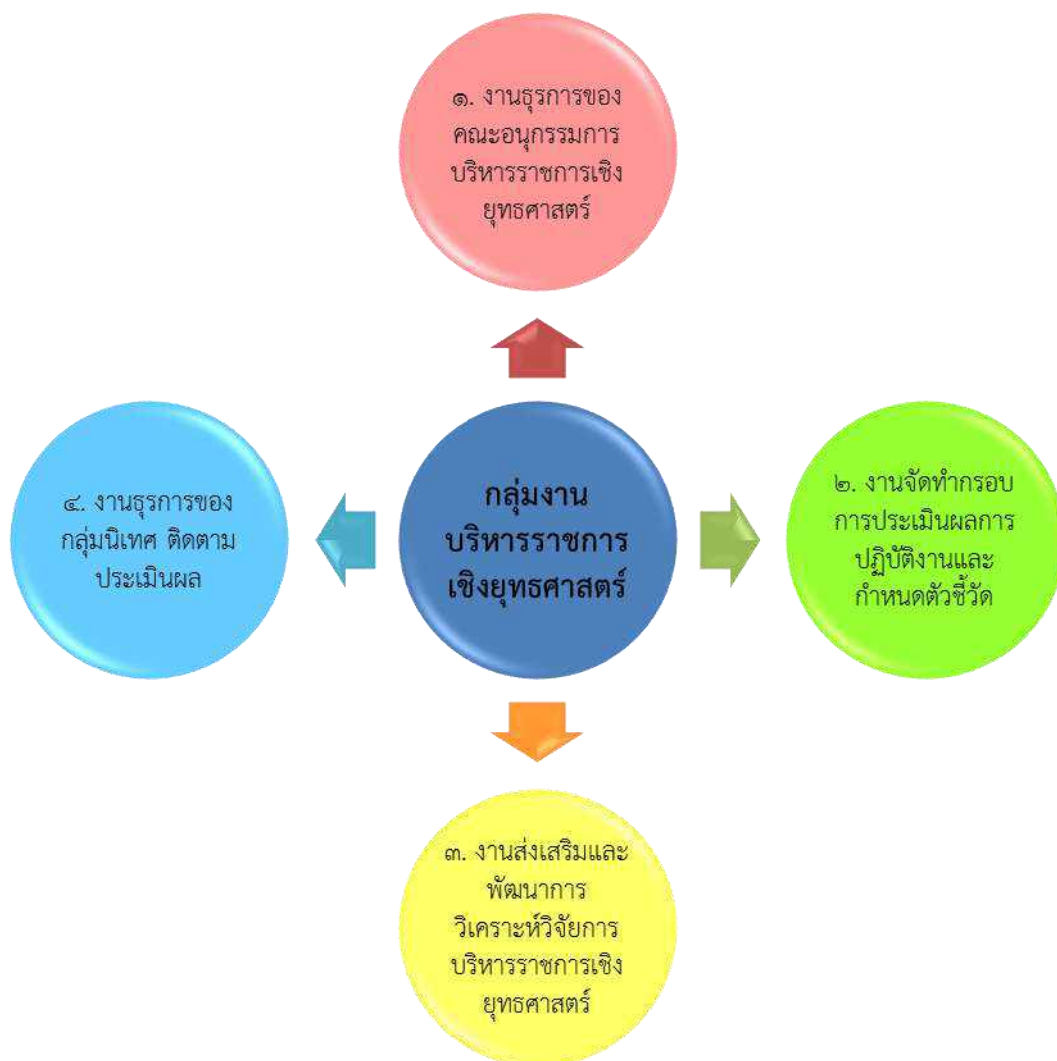 ๑. งานธุรการของ
คณะอนุกรรมการ
บริหารราชการเชิง
ยุทธศาสตร์
๔. งานธุรการของ
กลุ่มนิเทศ ติดตาม
ประเมินผล
กลุ่มงาน
บริหารราชการ
เชิงยุทธศาสตร์
๒. งานจัดทำกรอบ
การประเมินผลการ
ปฏิบัติงานและ
กำหนดตัวชี้วัด
๓. งานส่งเสริมและ
พัฒนาการ
วิเคราะห์วิจัยการ
บริหารราชการเชิง
ยุทธศาสตร์